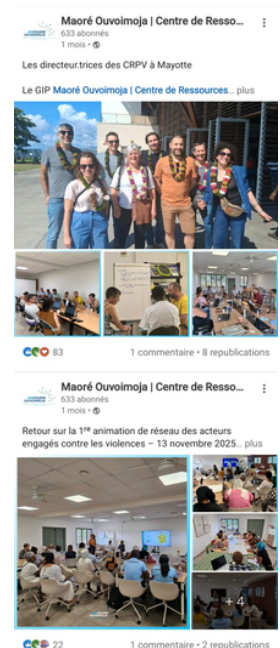 Maoré Ouvoimoja | Centre de Resso...
633 abonnés
1 mois •
Les directeur.trices des CRPV à Mayotte
Le GIP Maoré Ouvoimoja | Centre de Ressources... plus
83
1 commentaire • 8 republications
Maoré Ouvoimoja | Centre de Resso...
633 abonnés
1 mois •
Retour sur la 1ʳᵉ animation de réseau des acteurs
engagés contre les violences – 13 novembre 2025... plus
+ 4
22
1 commentaire • 2 republications